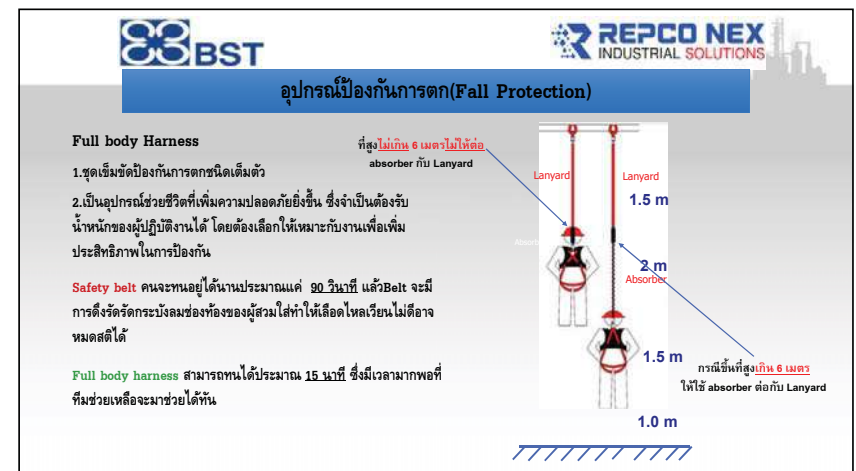 BST
REPCO NEX
INDUSTRIAL SOLUTIONS
อุปกรณ์ป้องกันการตก(Fall Protection)
Full body Harness
1.ชุดเข็มขัดป้องกันการตกชนิดเต็มตัว
2.เป็นอุปกรณ์ช่วยชีวิตที่เพิ่มความปลอดภัยยิ่งขึ้น ซึ่งจำเป็นต้องรับ
น้ำหนักของผู้ปฏิบัติงานได้ โดยต้องเลือกให้เหมาะกับงานเพื่อเพิ่ม
ประสิทธิภาพในการป้องกัน
Safety belt คนจะทนอยู่ได้นานประมาณแค่ 90 วินาที แล้วBelt จะมี
การดึงรัดรัดกระบังลมช่องท้องของผู้สวมใส่ทำให้เลือดไหลเวียนไม่ดีอาจ
หมดสติได้
Full body harness สามารถทนได้ประมาณ 15 นาที ซึ่งมีเวลามากพอที่
ทีมช่วยเหลือจะมาช่วยได้ทัน
ที่สูงไม่เกิน 6 เมตรไม่ให้ต่อ
absorber กับ Lanyard
Lanyard
Lanyard
1.5 m
Absorb
2 m
Absorber
1.5 m
กรณีขึ้นที่สูงเกิน 6 เมตร
ให้ใช้ absorber ต่อกับ Lanyard
1.0 m